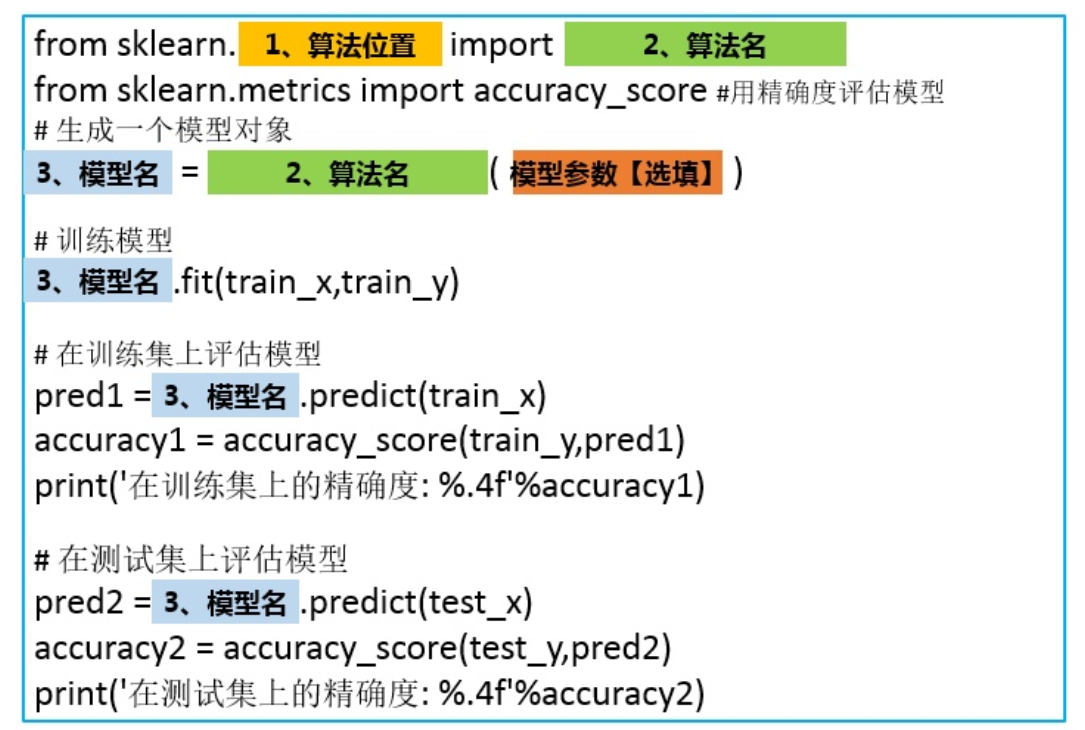 from sklearn. 1、算法位置 import 2、算法名
from sklearn.metrics import accuracy_score #用精确度评估模型
# 生成一个模型对象
3、模型名 = 2、算法名 ( 模型参数【选填】 )
# 训练模型
3、模型名 .fit(train_x,train_y)
# 在训练集上评估模型
pred1 = 3、模型名 .predict(train_x)
accuracy1 = accuracy_score(train_y,pred1)
print('在训练集上的精确度: %.4f'%accuracy1)
# 在测试集上评估模型
pred2 = 3、模型名 .predict(test_x)
accuracy2 = accuracy_score(test_y,pred2)
print('在测试集上的精确度: %.4f'%accuracy2)